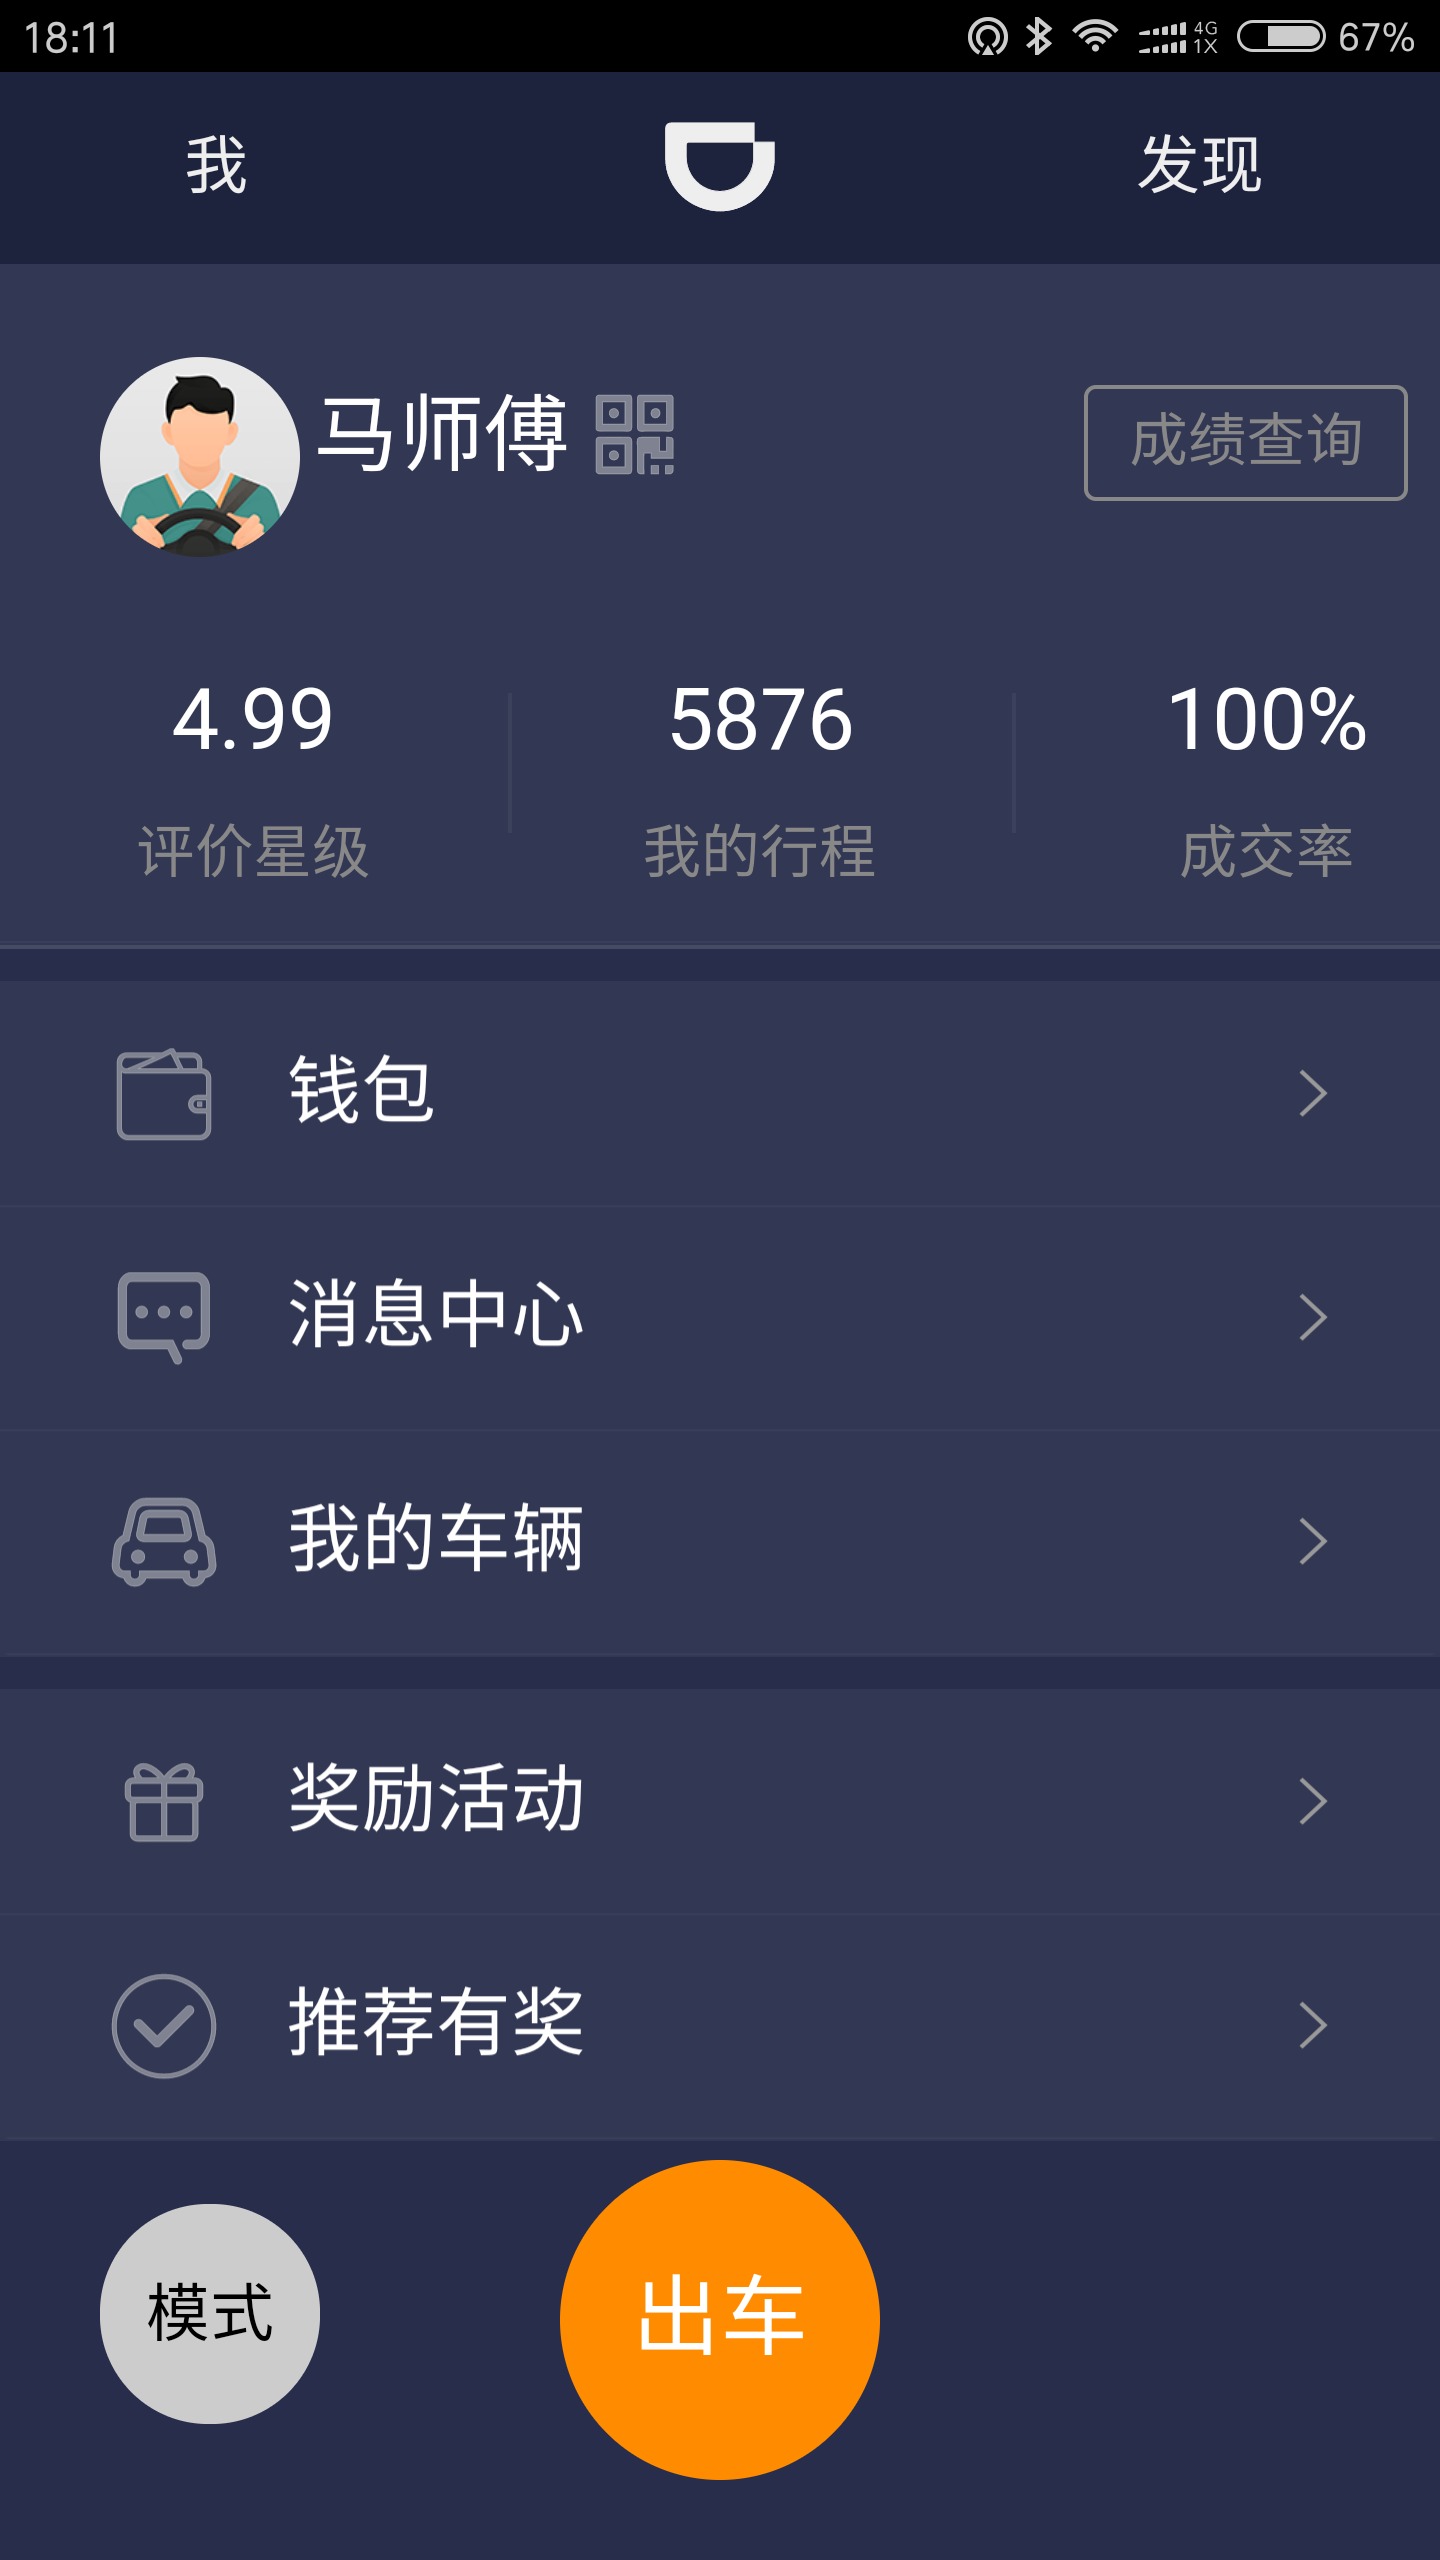 18:11
4G
1X
67%
我
发现
马师傅
成绩查询
4.99
5876
100%
评价星级
我的行程
成交率
钱包
消息中心
我的车辆
奖励活动
推荐有奖
模式
出车